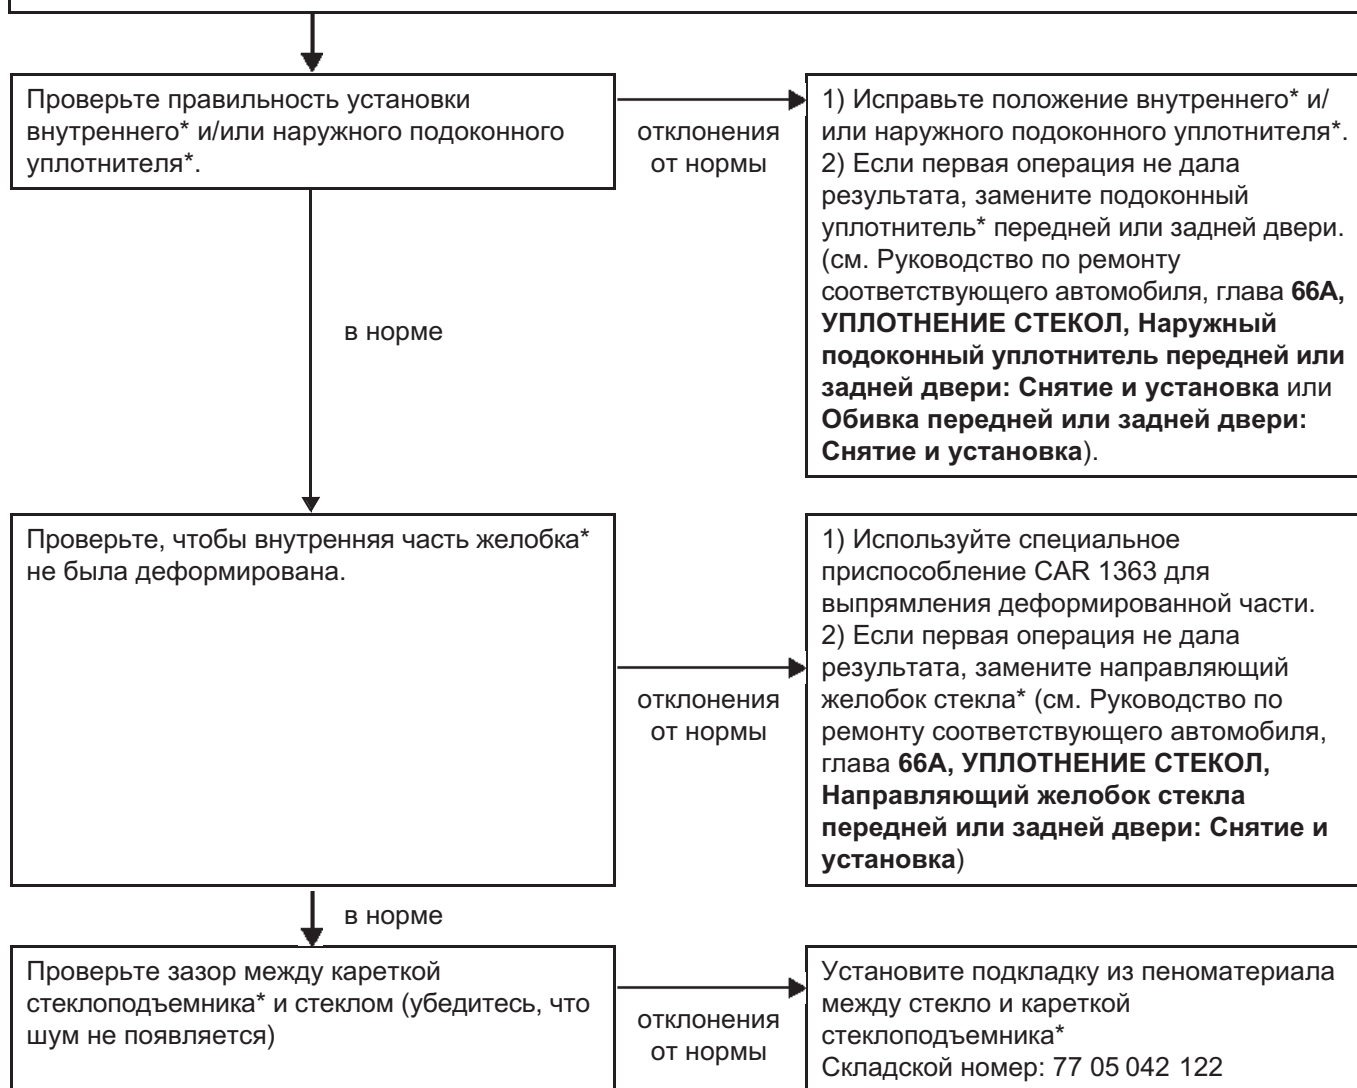 Проверьте правильность установки
внутреннего* и/или наружного подоконного
уплотнителя*.
отклонения
от нормы
1) Исправьте положение внутреннего* и/
или наружного подоконного уплотнителя*.
2) Если первая операция не дала
результата, замените подоконный
уплотнитель* передней или задней двери.
(см. Руководство по ремонту
соответствующего автомобиля, глава 66A,
УПЛОТНЕНИЕ СТЕКОЛ, Наружный
подоконный уплотнитель передней или
задней двери: Снятие и установка или
Обивка передней или задней двери:
Снятие и установка).
в норме
Проверьте, чтобы внутренняя часть желобка*
не была деформирована.
отклонения
от нормы
1) Используйте специальное
приспособление CAR 1363 для
выпрямления деформированной части.
2) Если первая операция не дала
результата, замените направляющий
желобок стекла* (см. Руководство по
ремонту соответствующего автомобиля,
глава 66A, УПЛОТНЕНИЕ СТЕКОЛ,
Направляющий желобок стекла
передней или задней двери: Снятие и
установка)
в норме
Проверьте зазор между кареткой
стеклоподъемника* и стеклом (убедитесь, что
шум не появляется)
отклонения
от нормы
Установите подкладку из пеноматериала
между стекло и кареткой
стеклоподъемника*
Складской номер: 77 05 042 122